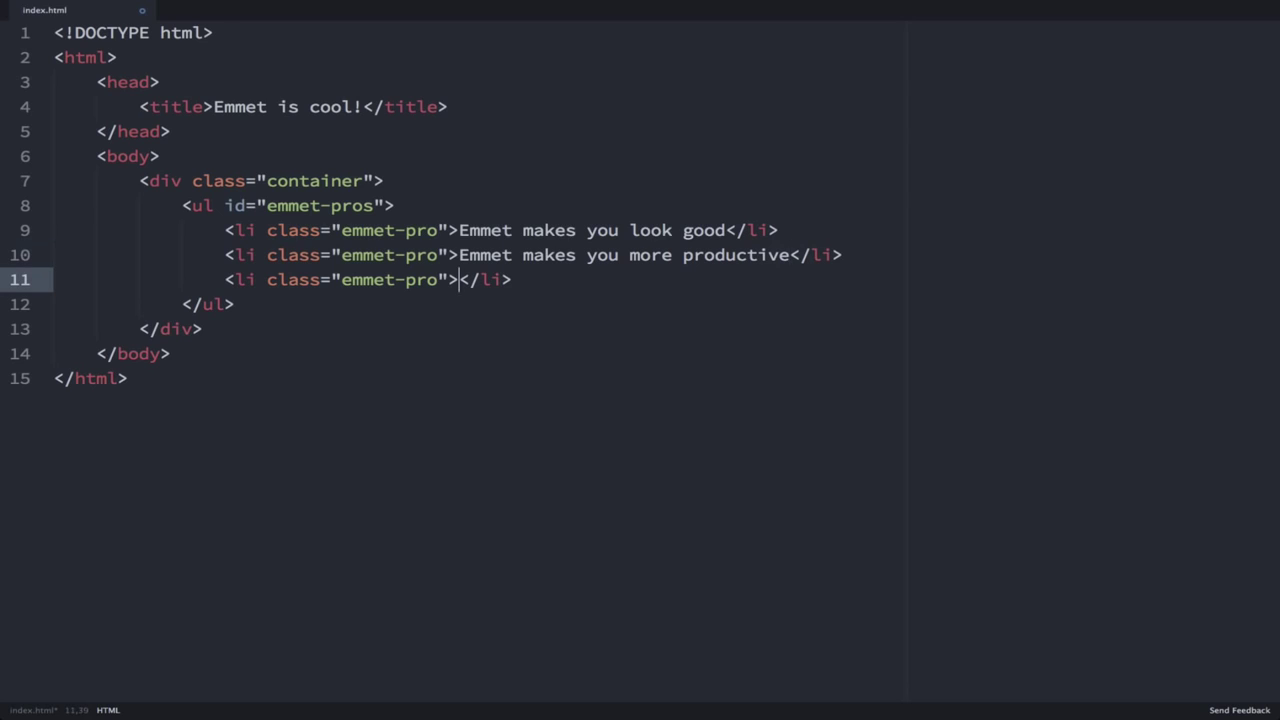 index.html
1 <!DOCTYPE html>
2 <html>
3 <head>
4 <title>Emmet is cool!</title>
5 </head>
6 <body>
7 <div class="container">
8 <ul id="emmet-pros">
9 <li class="emmet-pro">Emmet makes you look good</li>
10 <li class="emmet-pro">Emmet makes you more productive</li>
11 <li class="emmet-pro"></li>
12 </ul>
13 </div>
14 </body>
15 </html>
index.html* 11,39 HTML Send Feedback